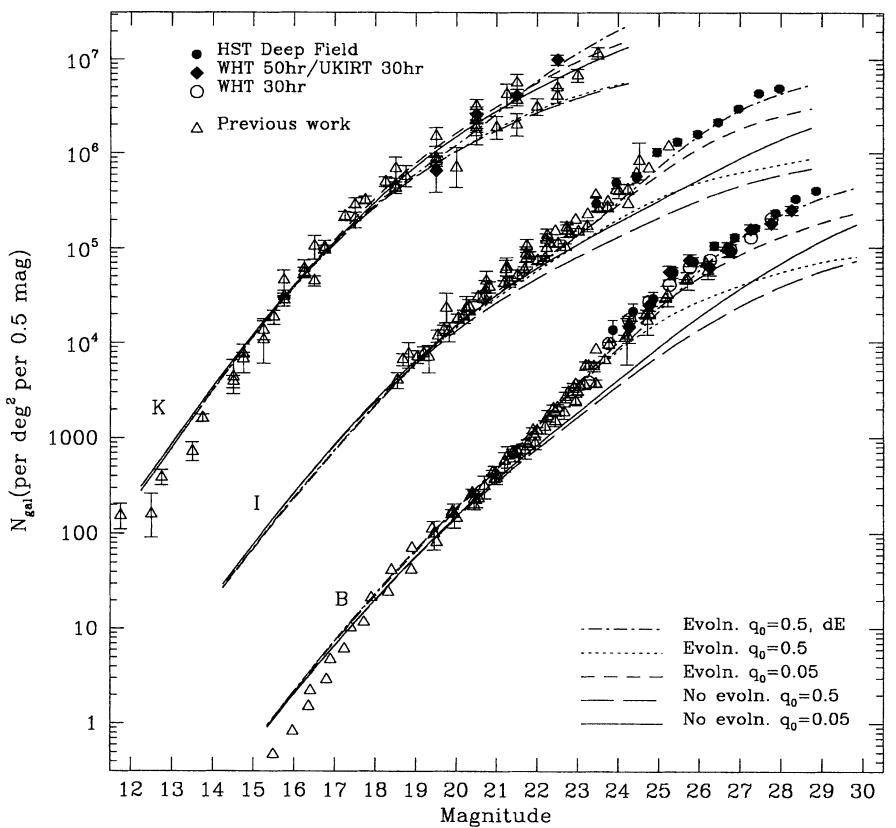 HST Deep Field
WHT 50hr/UKIRT 30hr
WHT 30hr
Previous work
10⁷
10⁶
10⁵
10⁴
1000
100
10
1
N_gal(per deg² per 0.5 mag)
K
I
B
Evoln. q₀=0.5, dE
Evoln. q₀=0.5
Evoln. q₀=0.05
No evoln. q₀=0.5
No evoln. q₀=0.05
12 13 14 15 16 17 18 19 20 21 22 23 24 25 26 27 28 29 30
Magnitude